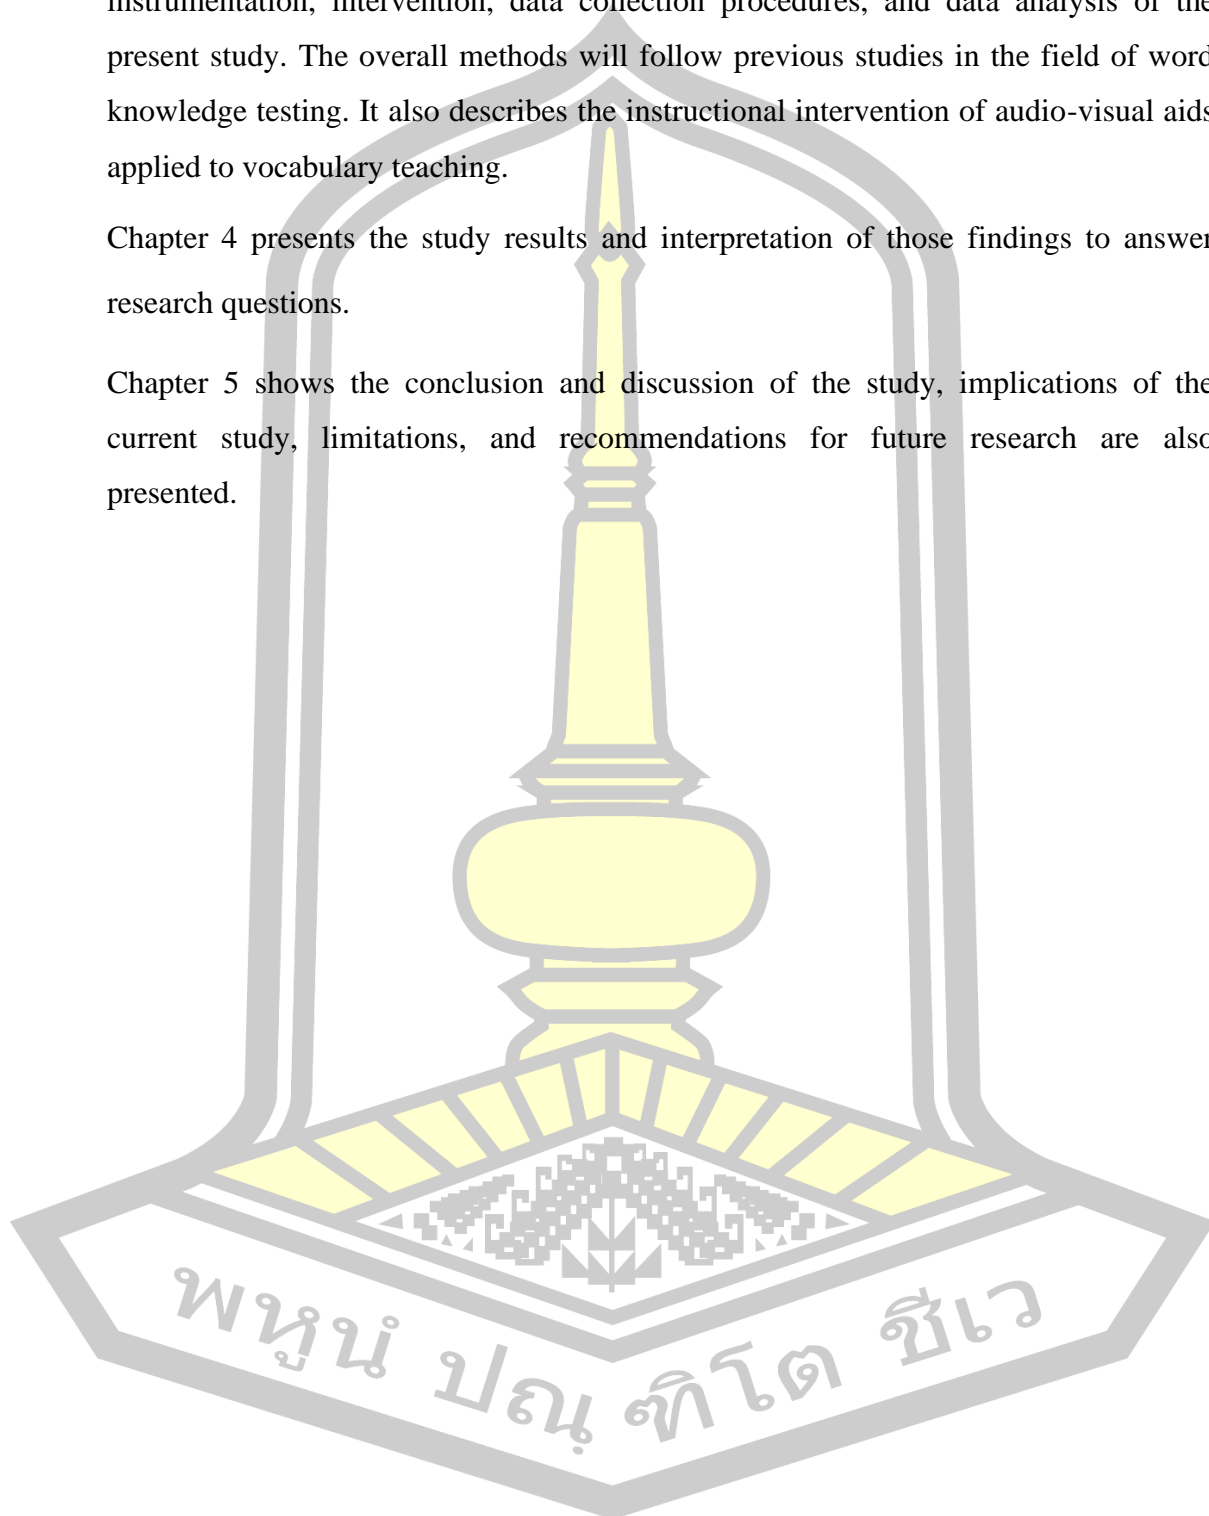 instrumentation, intervention, data collection procedures, and data analysis of the
present study. The overall methods will follow previous studies in the field of word
knowledge testing. It also describes the instructional intervention of audio-visual aids
applied to vocabulary teaching.
Chapter 4 presents the study results and interpretation of those findings to answer
research questions.
Chapter 5 shows the conclusion and discussion of the study, implications of the
current study, limitations, and recommendations for future research are also
presented.
พหูนํ ปณฺ ฑิโต ชีเว